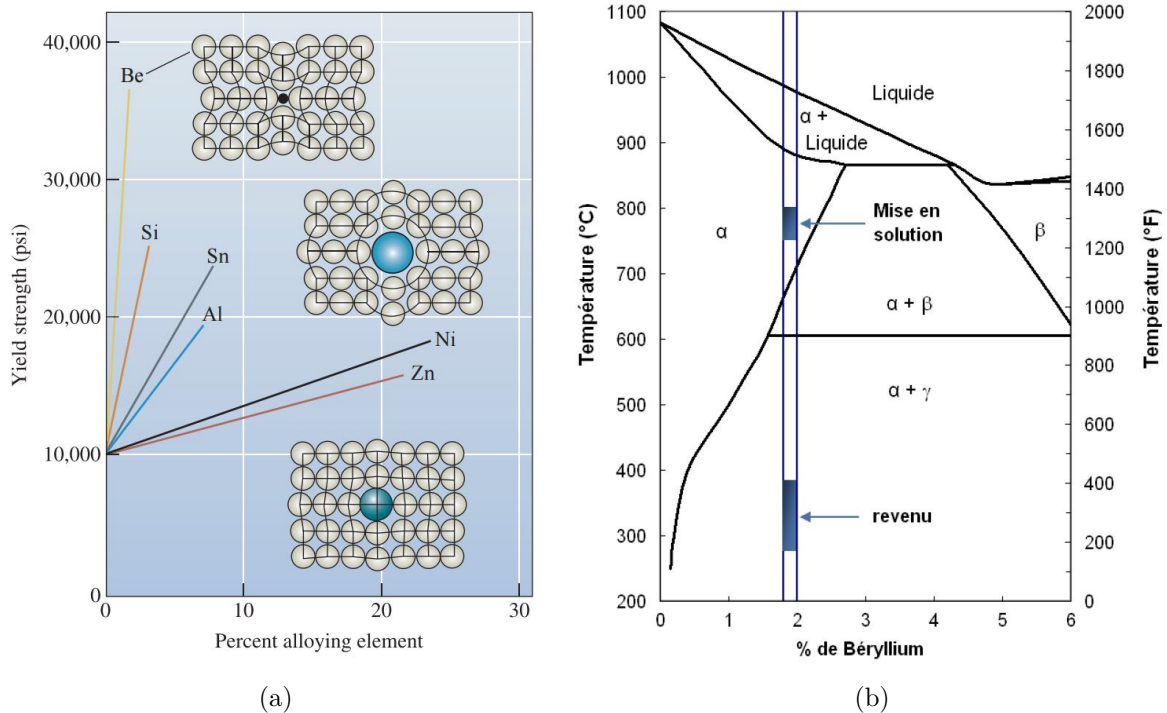 40,000
30,000
20,000
10,000
0
Yield strength (psi)
Be
Si
Sn
Al
Ni
Zn
0
10
20
30
Percent alloying element
(a)
1100
1000
900
800
700
600
500
400
300
200
Température (°C)
Liquide
α +
Liquide
α
Mise en
solution
β
α + β
α + γ
revenu
2000
1800
1600
1400
1200
1000
800
600
400
200
0
Température (°F)
0
1
2
3
4
5
6
% de Béryllium
(b)